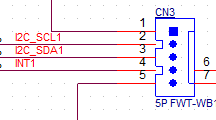 CN3
1
I2C_SCL1 2
I2C_SDA1 3
INT1 4 6
5 7
5P FWT-WB1